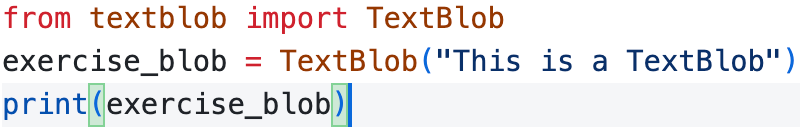 from textblob import TextBlob
exercise_blob = TextBlob("This is a TextBlob")
print(exercise_blob)